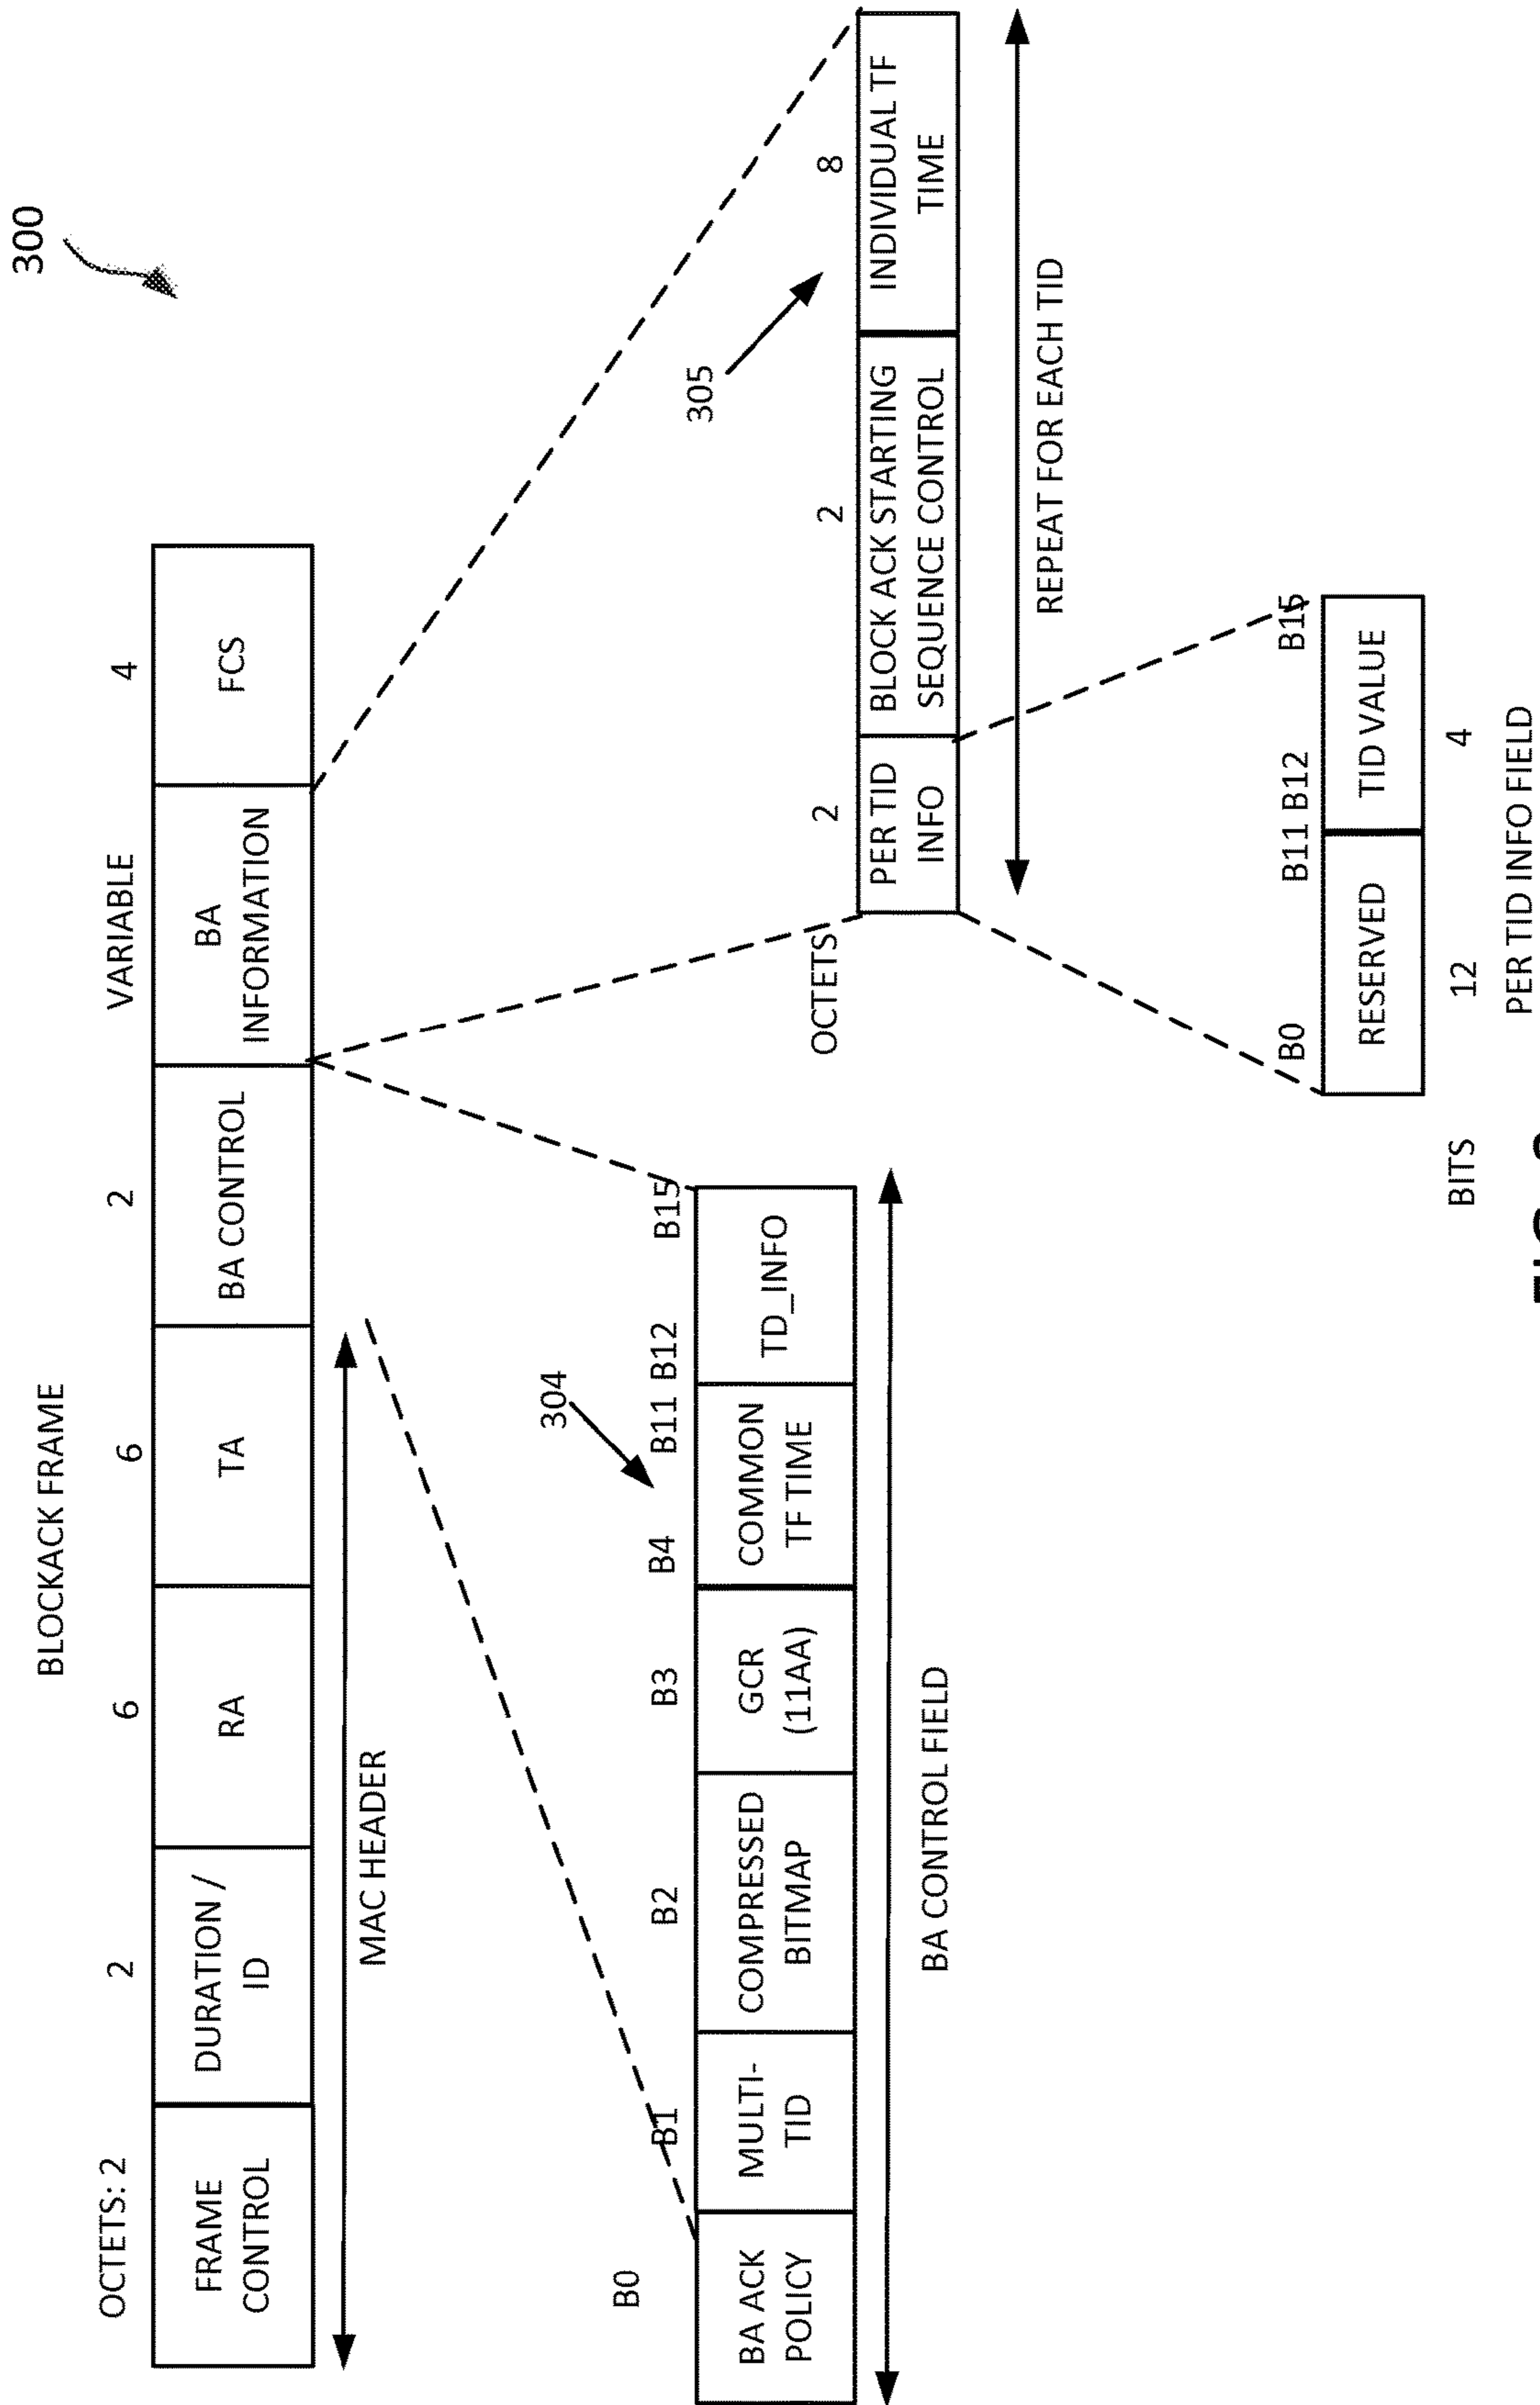 300
BLOCKACK FRAME
OCTETS: 2
2
6
6
2
VARIABLE
4
FRAME
CONTROL
DURATION /
ID
RA
TA
BA CONTROL
BA
INFORMATION
FCS
MAC HEADER
304
B0
B1
B2
B3
B4
B11
B12
B15
BA ACK
POLICY
MULTI-
TID
COMPRESSED
BITMAP
GCR
(11AA)
COMMON
TF TIME
TD_INFO
BA CONTROL FIELD
305
OCTETS
2
2
8
PER TID
INFO
BLOCK ACK STARTING
SEQUENCE CONTROL
INDIVIDUAL TF
TIME
REPEAT FOR EACH TID
B0
B11
B12
B15
RESERVED
TID VALUE
BITS
12
4
PER TID INFO FIELD